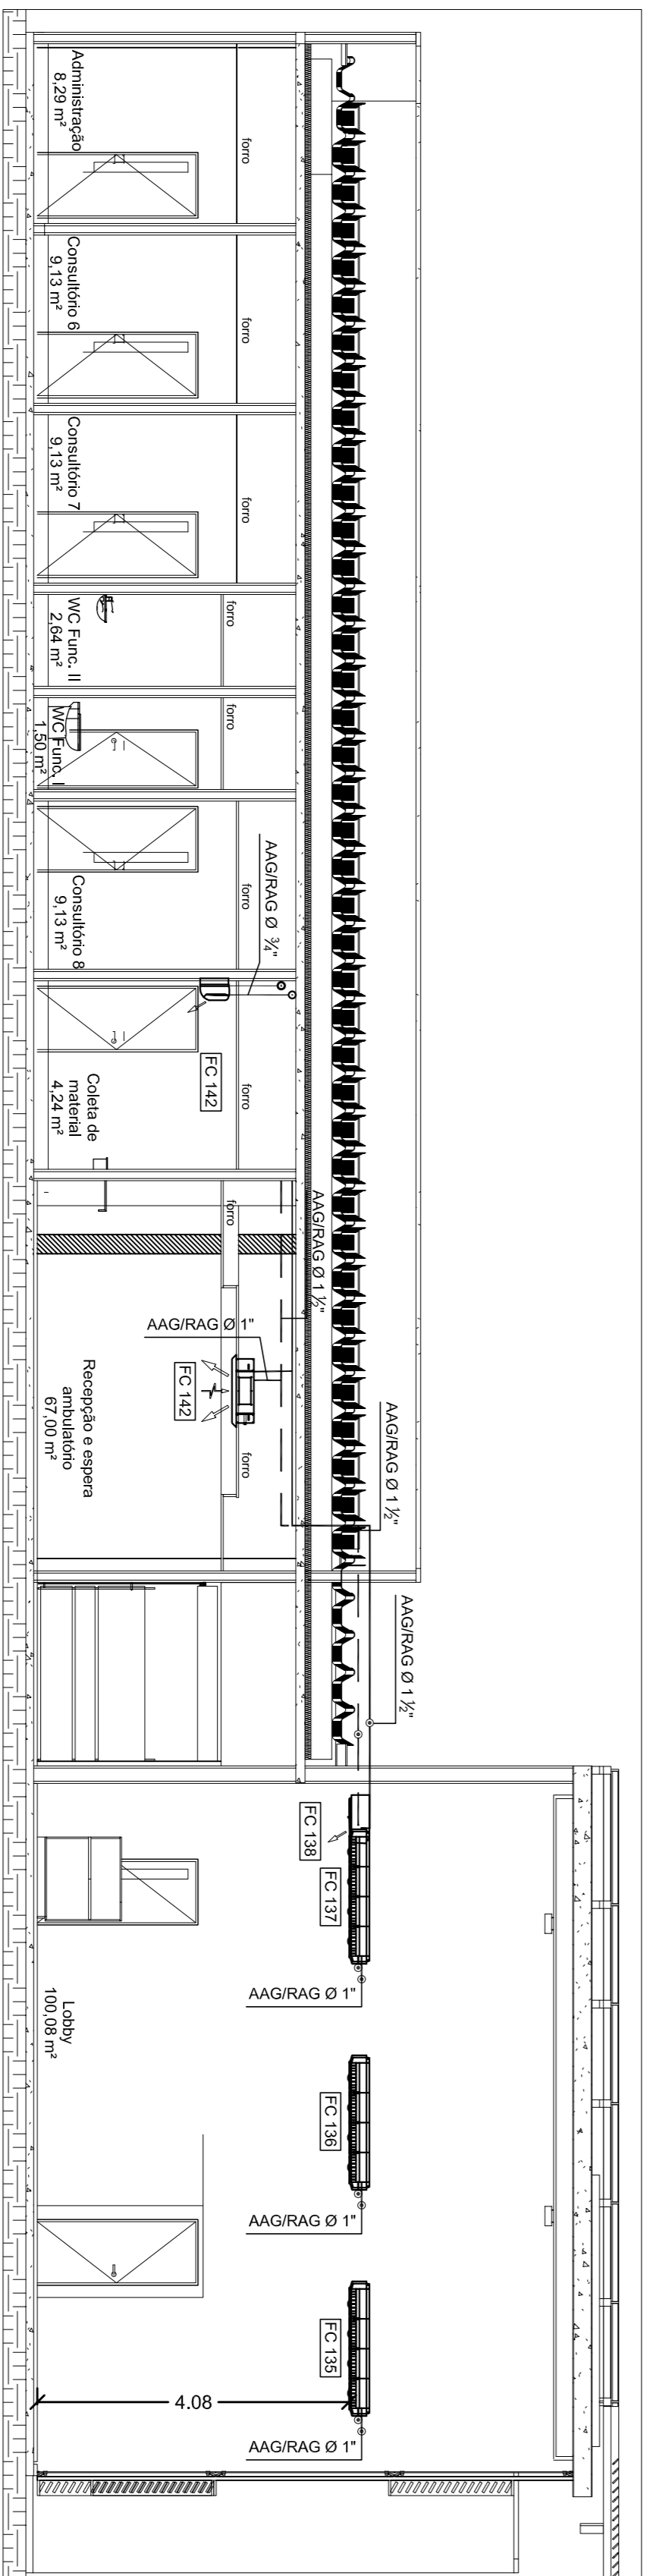 Administração
8,29 m²
forro
Consultório 6
9,13 m²
forro
Consultório 7
9,13 m²
forro
WC Func. II
2,64 m²
forro
WC Func. I
1,50 m²
forro
Consultório 8
9,13 m²
forro
AAG/RAG Ø 3/4"
FC 142
Coleta de
material
4,24 m²
forro
forro
AAG/RAG Ø 1 1/2"
AAG/RAG Ø 1"
FC 142
Recepção e espera
ambulatório
67,00 m²
forro
AAG/RAG Ø 1 1/2"
AAG/RAG Ø 1 1/2"
FC 138
FC 137
AAG/RAG Ø 1"
Lobby
100,08 m²
FC 136
AAG/RAG Ø 1"
FC 135
4.08
AAG/RAG Ø 1"